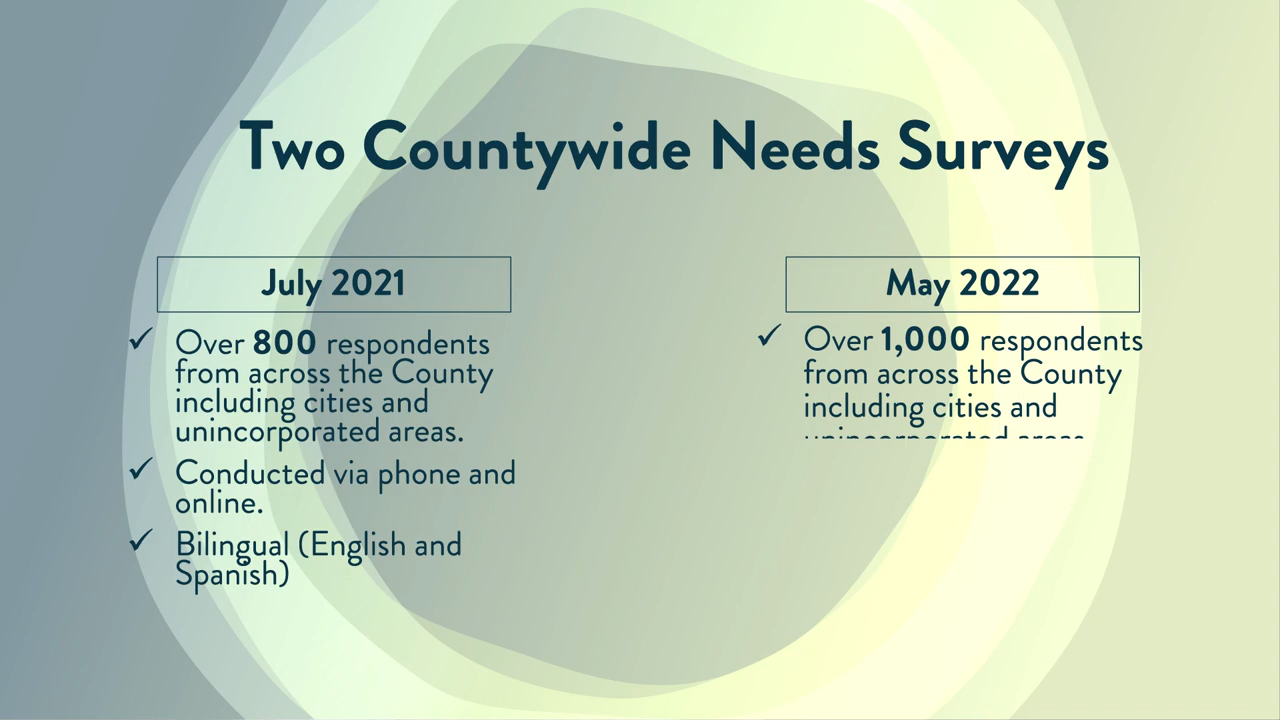 Two Countywide Needs Surveys
July 2021
Over 800 respondents
from across the County
including cities and
unincorporated areas.
Conducted via phone and
online.
Bilingual (English and
Spanish)
May 2022
Over 1,000 respondents
from across the County
including cities and
unincorporated areas